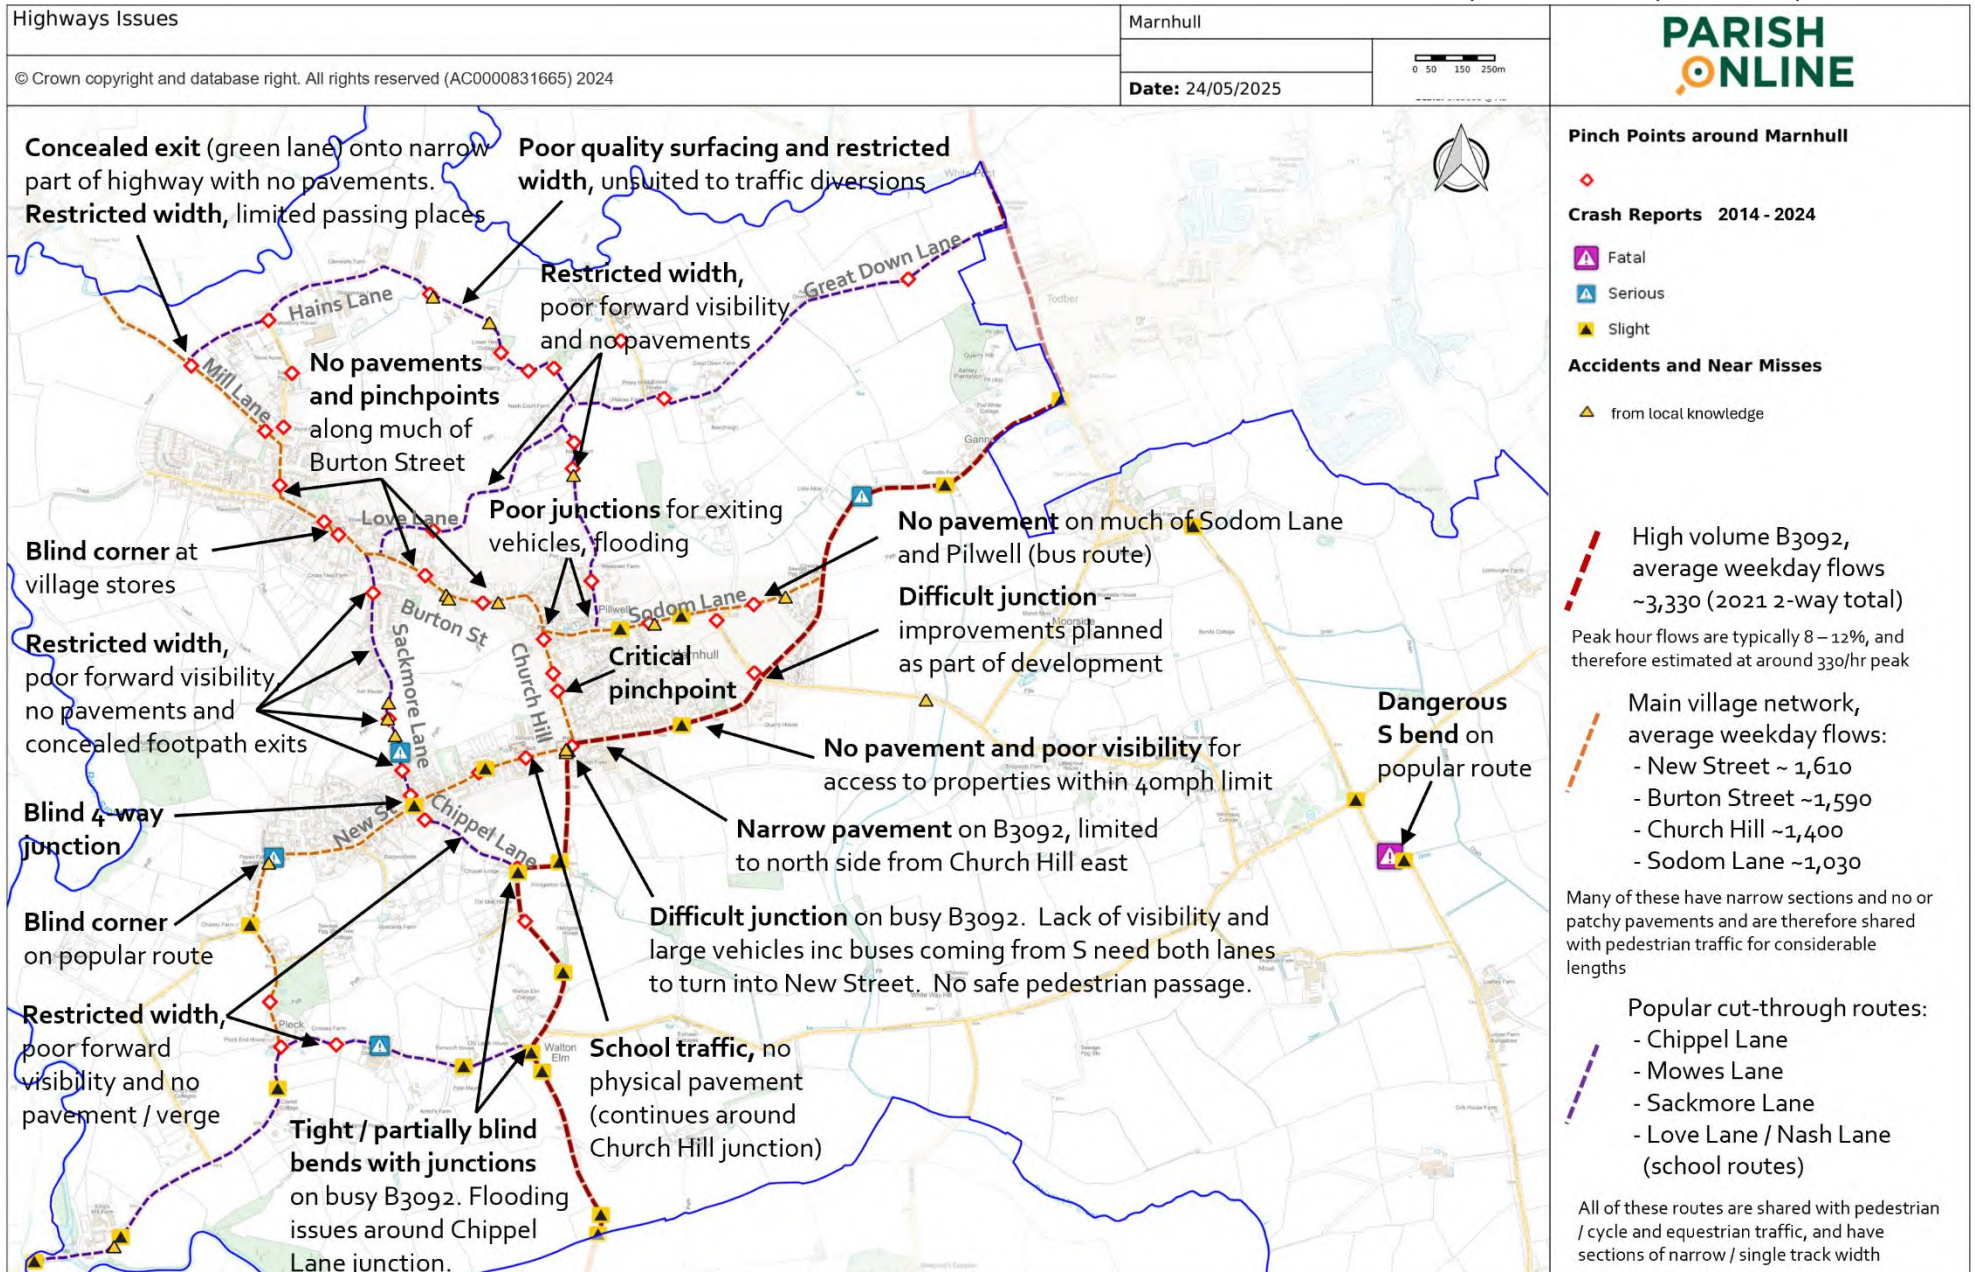 Highways Issues
© Crown copyright and database right. All rights reserved (AC0000831665) 2024
Marnhull
Date: 24/05/2025
0 50 150 250m
PARISH
ONLINE
Concealed exit (green lane) onto narrow
part of highway with no pavements.
Restricted width, limited passing places
Poor quality surfacing and restricted
width, unsuited to traffic diversions
Restricted width,
poor forward visibility
and no pavements
Great Down Lane
Hains Lane
Mill Lane
No pavements
and pinchpoints
along much of
Burton Street
Love Lane
Poor junctions for exiting
vehicles, flooding
Blind corner at
village stores
No pavement on much of Sodom Lane
and Pilwell (bus route)
Difficult junction -
improvements planned
as part of development
Sodom Lane
Pillwell
Burton St
Sackmore Lane
Church Hill
Marnhull
Critical
pinchpoint
Restricted width,
poor forward visibility,
no pavements and
concealed footpath exits
Dangerous
S bend on
popular route
No pavement and poor visibility for
access to properties within 40mph limit
Blind 4-way
junction
New St
Chippel Lane
Narrow pavement on B3092, limited
to north side from Church Hill east
Blind corner
on popular route
Difficult junction on busy B3092. Lack of visibility and
large vehicles inc buses coming from S need both lanes
to turn into New Street. No safe pedestrian passage.
Restricted width,
poor forward
visibility and no
pavement / verge
School traffic, no
physical pavement
(continues around
Church Hill junction)
Tight / partially blind
bends with junctions
on busy B3092. Flooding
issues around Chippel
Lane junction.
Todber
Moorside
Walton
Elm
Pleck
Pinch Points around Marnhull
Crash Reports 2014 - 2024
Fatal
Serious
Slight
Accidents and Near Misses
from local knowledge
High volume B3092,
average weekday flows
~3,330 (2021 2-way total)
Peak hour flows are typically 8 – 12%, and
therefore estimated at around 330/hr peak
Main village network,
average weekday flows:
- New Street ~ 1,610
- Burton Street ~1,590
- Church Hill ~1,400
- Sodom Lane ~1,030
Many of these have narrow sections and no or
patchy pavements and are therefore shared
with pedestrian traffic for considerable
lengths
Popular cut-through routes:
- Chippel Lane
- Mowes Lane
- Sackmore Lane
- Love Lane / Nash Lane
(school routes)
All of these routes are shared with pedestrian
/ cycle and equestrian traffic, and have
sections of narrow / single track width